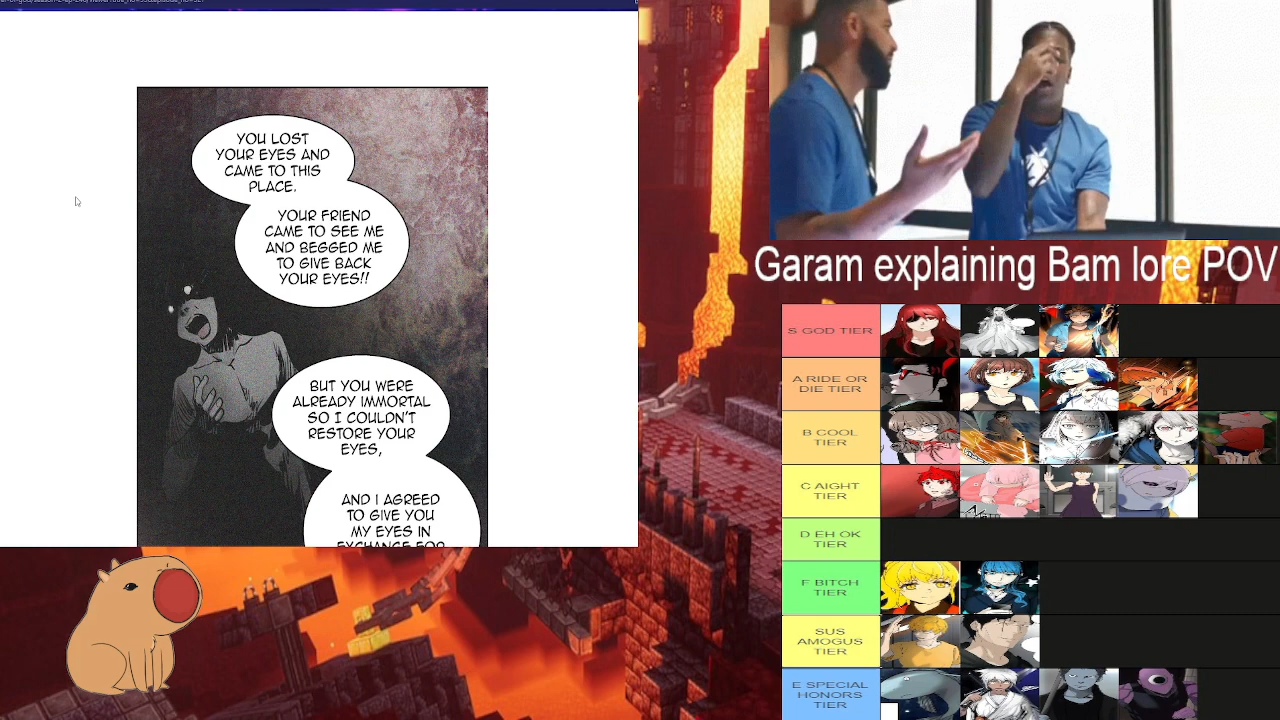 YOU LOST
YOUR EYES AND
CAME TO THIS
PLACE.
YOUR FRIEND
CAME TO SEE ME
AND BEGGED ME
TO GIVE BACK
YOUR EYES!!
BUT YOU WERE
ALREADY IMMORTAL
SO I COULDN'T
RESTORE YOUR
EYES,
AND I AGREED
TO GIVE YOU
MY EYES IN
EXCHANGE FOR
Garam explaining Bam lore POV
S GOD TIER
A RIDE OR
DIE TIER
B COOL
TIER
C AIGHT
TIER
D EH OK
TIER
F BITCH
TIER
SUS
AMOGUS
TIER
E SPECIAL
HONORS
TIER